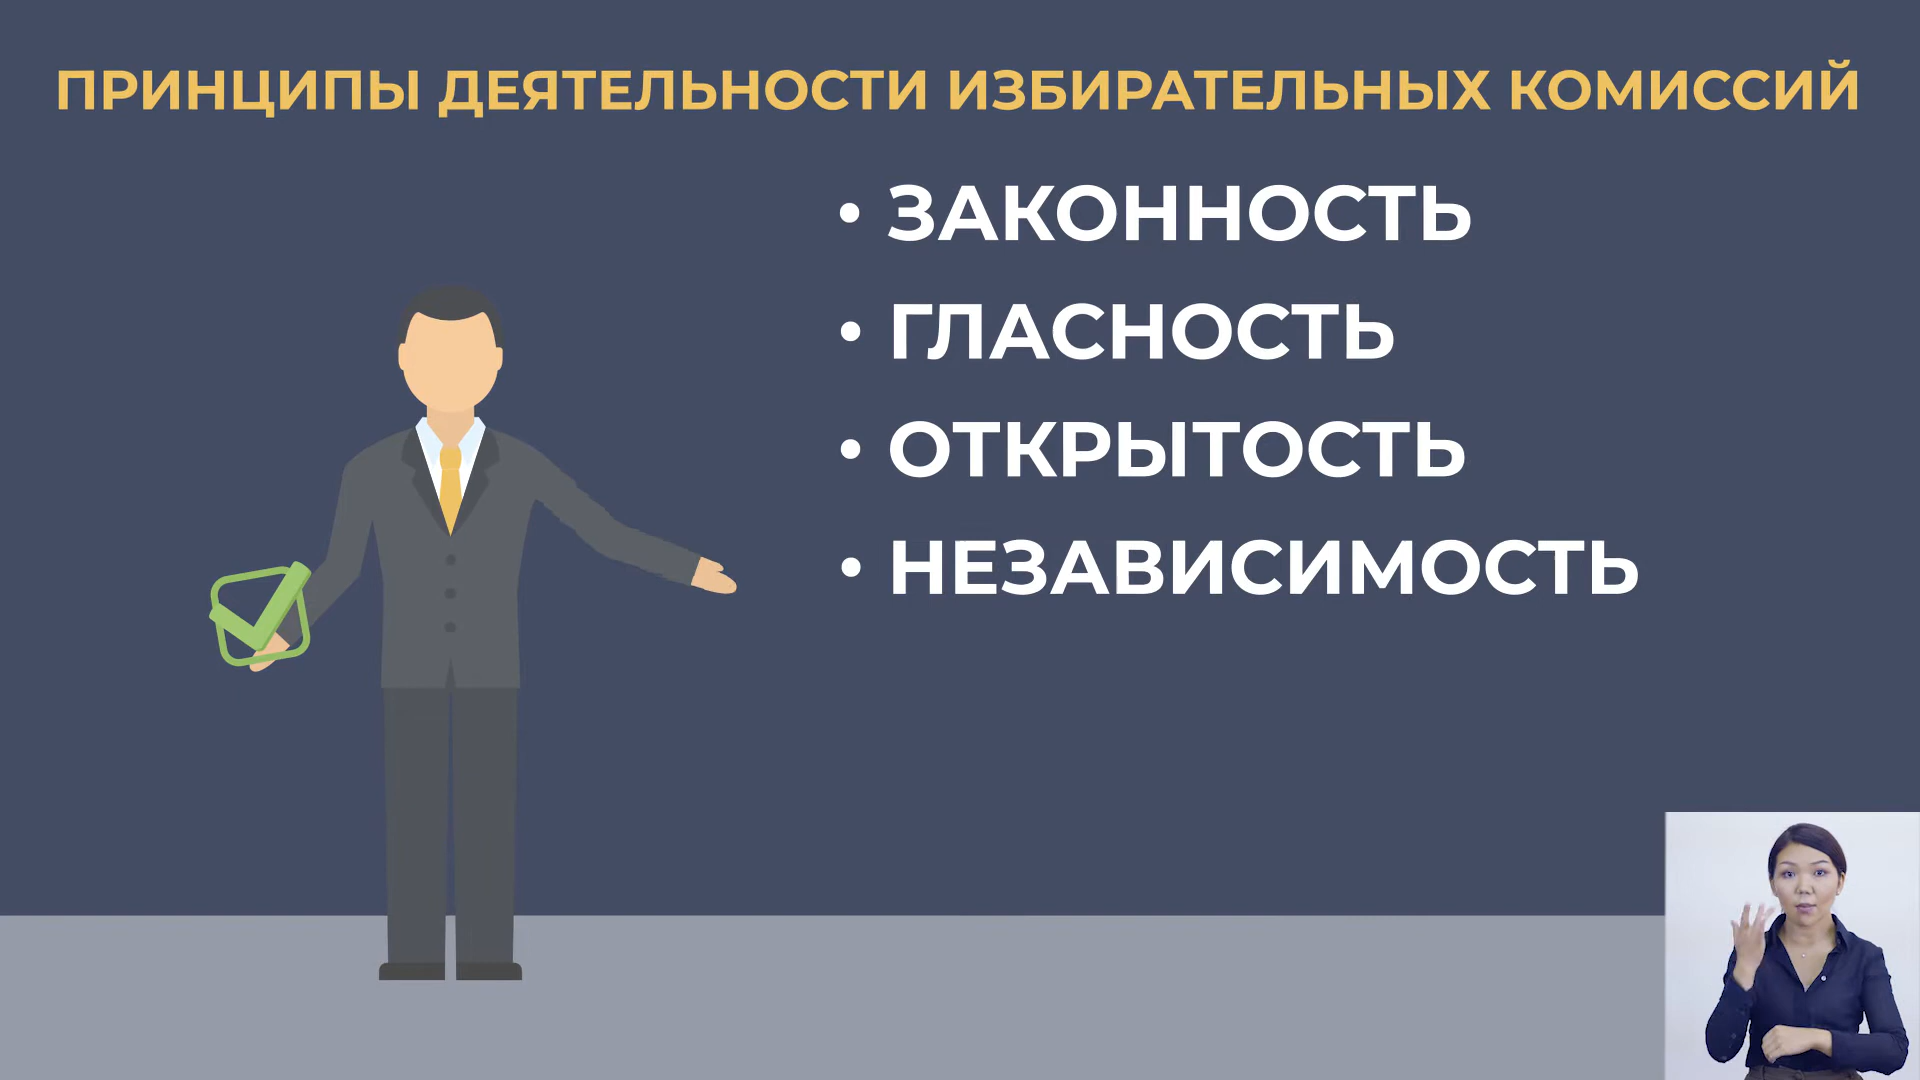 ПРИНЦИПЫ ДЕЯТЕЛЬНОСТИ ИЗБИРАТЕЛЬНЫХ КОМИССИЙ
• ЗАКОННОСТЬ
• ГЛАСНОСТЬ
• ОТКРЫТОСТЬ
• НЕЗАВИСИМОСТЬ